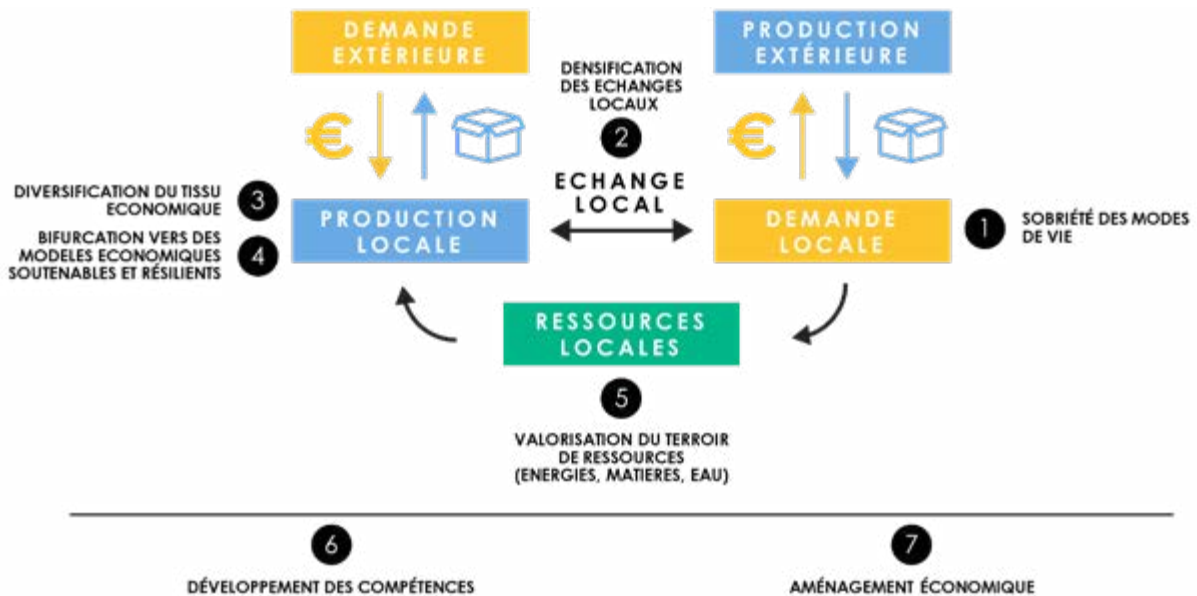 DEMANDE
EXTÉRIEURE
PRODUCTION
EXTÉRIEURE
DENSIFICATION
DES ECHANGES
LOCAUX
2
€
€
ECHANGE
LOCAL
DIVERSIFICATION DU TISSU
ECONOMIQUE
3
BIFURCATION VERS DES
MODELES ECONOMIQUES
SOUTENABLES ET RÉSILIENTS
4
PRODUCTION
LOCALE
DEMANDE
LOCALE
1
SOBRIÉTÉ DES MODES
DE VIE
RESSOURCES
LOCALES
5
VALORISATION DU TERROIR
DE RESSOURCES
(ENERGIES, MATIERES, EAU)
6
DÉVELOPPEMENT DES COMPÉTENCES
7
AMÉNAGEMENT ÉCONOMIQUE